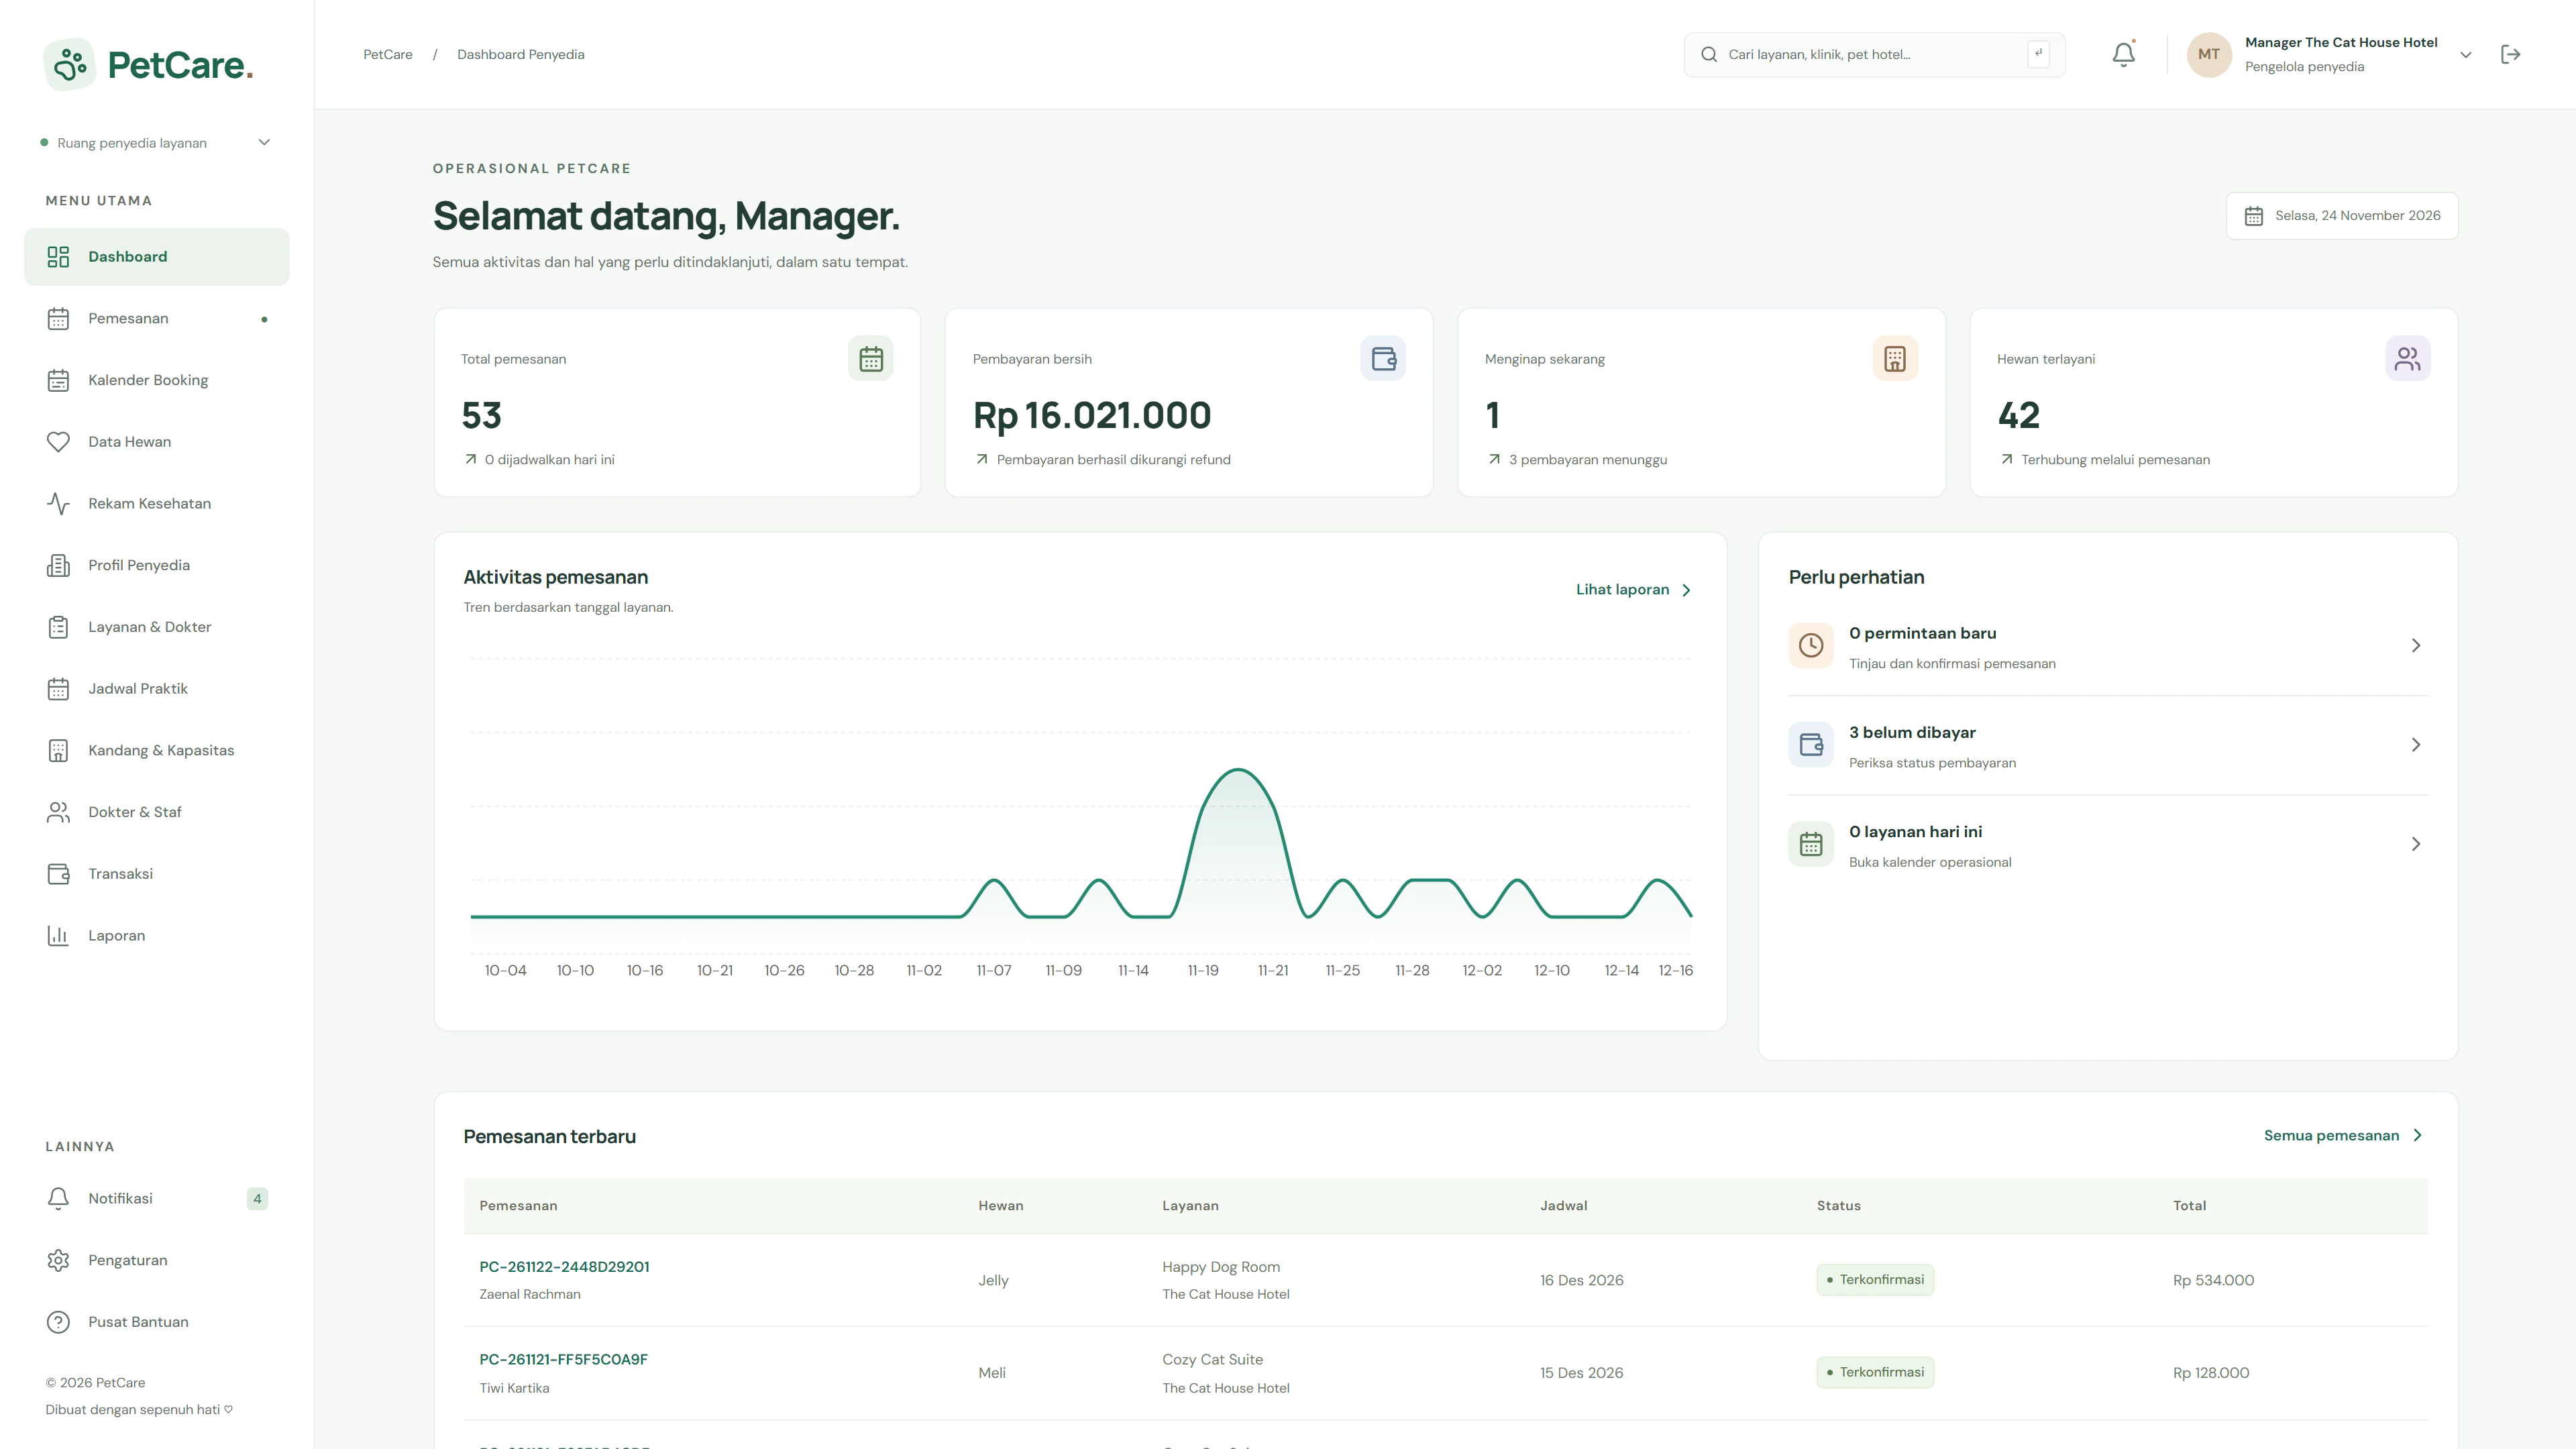 PetCare.
Ruang penyedia layanan
MENU UTAMA
Dashboard
Pemesanan
Kalender Booking
Data Hewan
Rekam Kesehatan
Profil Penyedia
Layanan & Dokter
Jadwal Praktik
Kandang & Kapasitas
Dokter & Staf
Transaksi
Laporan
LAINNYA
Notifikasi 4
Pengaturan
Pusat Bantuan
© 2026 PetCare
Dibuat dengan sepenuh hati ♡
PetCare / Dashboard Penyedia
Cari layanan, klinik, pet hotel...
MT
Manager The Cat House Hotel
Pengelola penyedia
OPERASIONAL PETCARE
Selamat datang, Manager.
Semua aktivitas dan hal yang perlu ditindaklanjuti, dalam satu tempat.
Selasa, 24 November 2026
Total pemesanan
53
0 dijadwalkan hari ini
Pembayaran bersih
Rp 16.021.000
Pembayaran berhasil dikurangi refund
Menginap sekarang
1
3 pembayaran menunggu
Hewan terlayani
42
Terhubung melalui pemesanan
Aktivitas pemesanan
Tren berdasarkan tanggal layanan.
Lihat laporan
10-04 10-10 10-16 10-21 10-26 10-28 11-02 11-07 11-09 11-14 11-19 11-21 11-25 11-28 12-02 12-10 12-14 12-16
Perlu perhatian
0 permintaan baru
Tinjau dan konfirmasi pemesanan
3 belum dibayar
Periksa status pembayaran
0 layanan hari ini
Buka kalender operasional
Pemesanan terbaru
Semua pemesanan
Pemesanan Hewan Layanan Jadwal Status Total
PC-261122-2448D29201
Zaenal Rachman
Jelly
Happy Dog Room
The Cat House Hotel
16 Des 2026
Terkonfirmasi
Rp 534.000
PC-261121-FF5F5C0A9F
Tiwi Kartika
Meli
Cozy Cat Suite
The Cat House Hotel
15 Des 2026
Terkonfirmasi
Rp 128.000